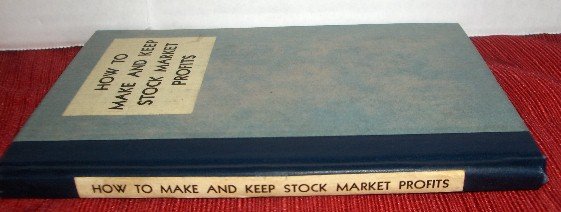 HOW TO
MAKE AND KEEP
STOCK MARKET
PROFITS
HOW TO MAKE AND KEEP STOCK MARKET PROFITS